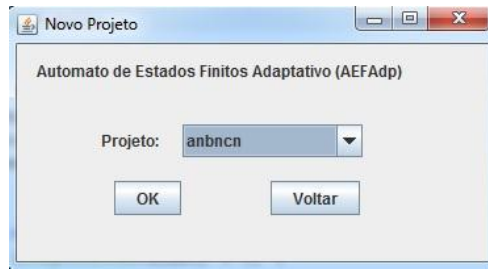 Novo Projeto
Automato de Estados Finitos Adaptativo (AEFAdp)
Projeto: anbncn
OK Voltar